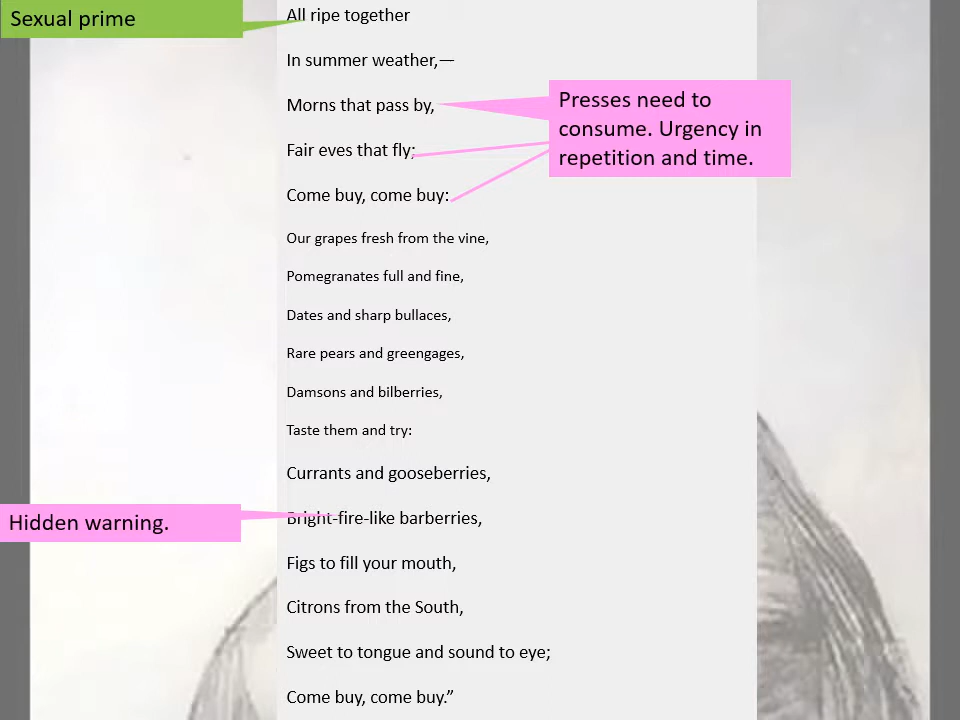 Sexual prime
All ripe together
In summer weather,—
Morns that pass by,
Fair eves that fly;
Come buy, come buy:
Presses need to
consume. Urgency in
repetition and time.
Our grapes fresh from the vine,
Pomegranates full and fine,
Dates and sharp bullaces,
Rare pears and greengages,
Damsons and bilberries,
Taste them and try:
Currants and gooseberries,
Hidden warning.
Bright-fire-like barberries,
Figs to fill your mouth,
Citrons from the South,
Sweet to tongue and sound to eye;
Come buy, come buy.”